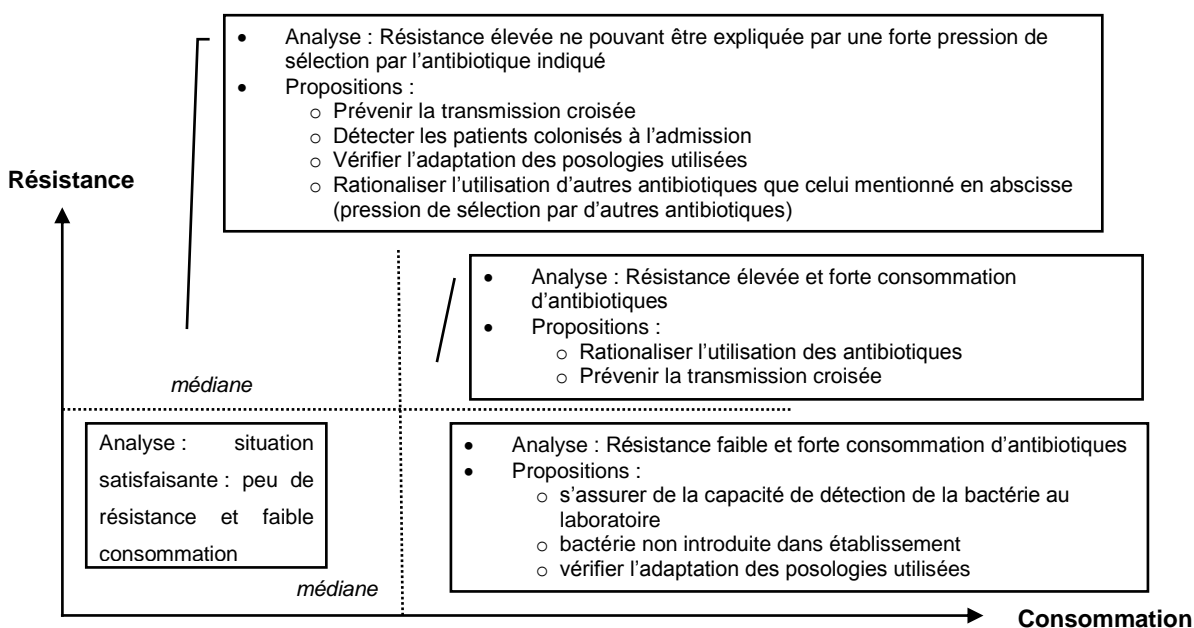 • Analyse : Résistance élevée ne pouvant être expliquée par une forte pression de
sélection par l’antibiotique indiqué
• Propositions :
o Prévenir la transmission croisée
o Détecter les patients colonisés à l’admission
o Vérifier l’adaptation des posologies utilisées
o Rationaliser l’utilisation d’autres antibiotiques que celui mentionné en abscisse
(pression de sélection par d’autres antibiotiques)
Résistance
• Analyse : Résistance élevée et forte consommation
d’antibiotiques
• Propositions :
o Rationaliser l’utilisation des antibiotiques
o Prévenir la transmission croisée
médiane
Analyse : situation
satisfaisante : peu de
résistance et faible
consommation
• Analyse : Résistance faible et forte consommation d’antibiotiques
• Propositions :
o s’assurer de la capacité de détection de la bactérie au
laboratoire
o bactérie non introduite dans établissement
o vérifier l’adaptation des posologies utilisées
médiane
Consommation